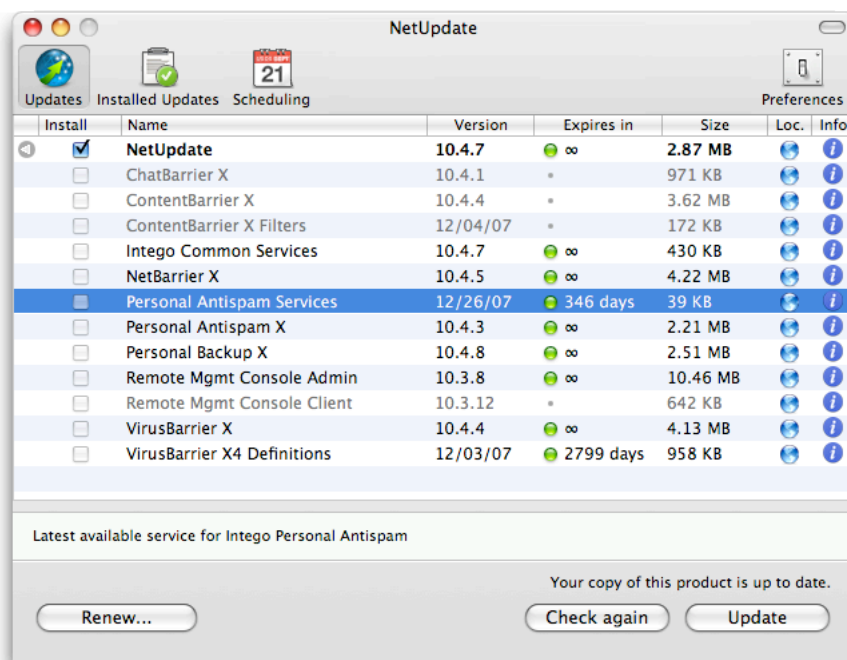 NetUpdate
21
Updates Installed Updates Scheduling Preferences
Install Name Version Expires in Size Loc. Info
NetUpdate 10.4.7 ∞ 2.87 MB
ChatBarrier X 10.4.1 971 KB
ContentBarrier X 10.4.4 3.62 MB
ContentBarrier X Filters 12/04/07 172 KB
Intego Common Services 10.4.7 ∞ 430 KB
NetBarrier X 10.4.5 ∞ 4.22 MB
Personal Antispam Services 12/26/07 346 days 39 KB
Personal Antispam X 10.4.3 ∞ 2.21 MB
Personal Backup X 10.4.8 ∞ 2.51 MB
Remote Mgmt Console Admin 10.3.8 ∞ 10.46 MB
Remote Mgmt Console Client 10.3.12 642 KB
VirusBarrier X 10.4.4 ∞ 4.13 MB
VirusBarrier X4 Definitions 12/03/07 2799 days 958 KB
Latest available service for Intego Personal Antispam
Your copy of this product is up to date.
Renew... Check again Update